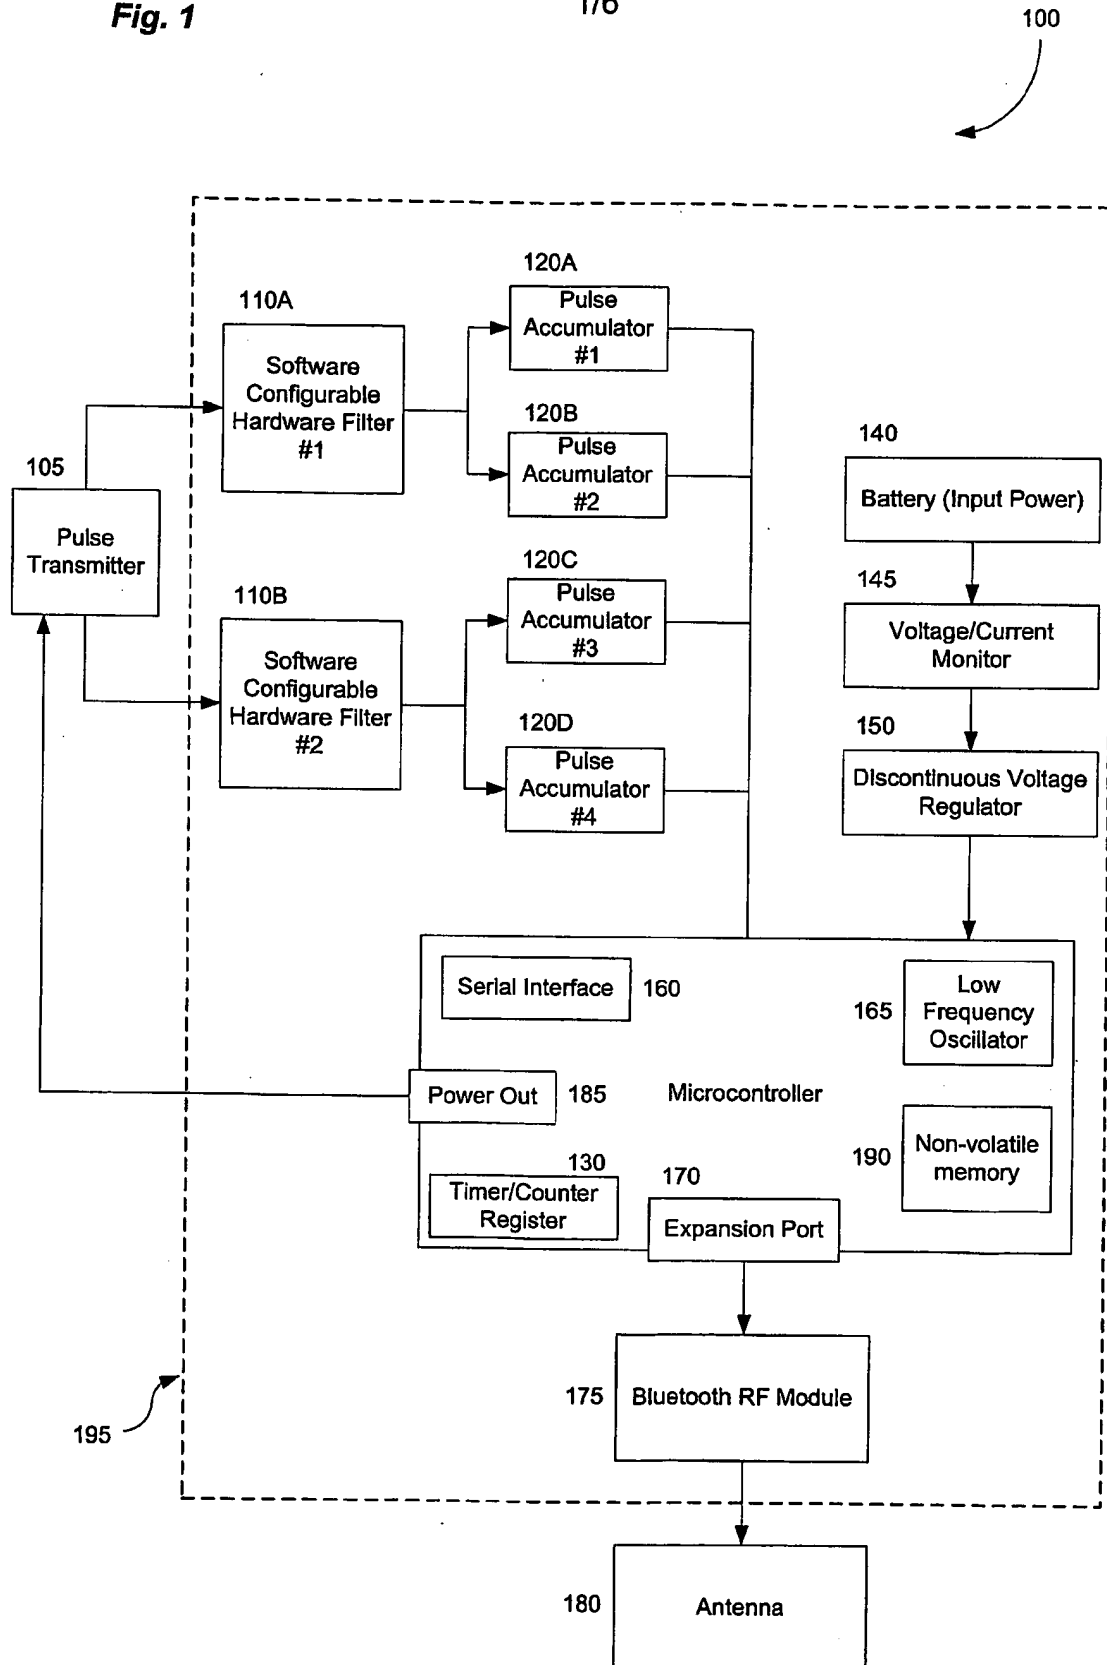 Fig. 1
1/6
100
120A
Pulse
Accumulator
#1
110A
Software
Configurable
Hardware Filter
#1
120B
Pulse
Accumulator
#2
140
Battery (Input Power)
105
Pulse
Transmitter
120C
Pulse
Accumulator
#3
145
Voltage/Current
Monitor
110B
Software
Configurable
Hardware Filter
#2
120D
Pulse
Accumulator
#4
150
Discontinuous Voltage
Regulator
Serial Interface
160
165
Low
Frequency
Oscillator
Power Out
185
Microcontroller
190
Non-volatile
memory
130
Timer/Counter
Register
170
Expansion Port
175
Bluetooth RF Module
195
180
Antenna